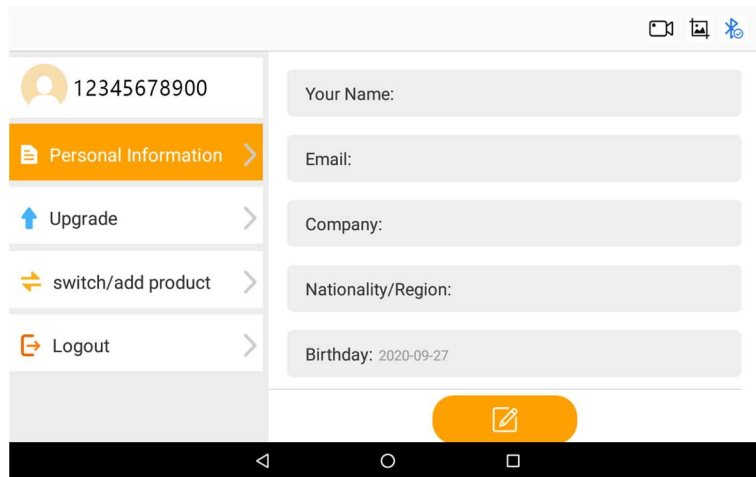 12345678900
Personal Information
Upgrade
switch/add product
Logout
Your Name:
Email:
Company:
Nationality/Region:
Birthday: 2020-09-27